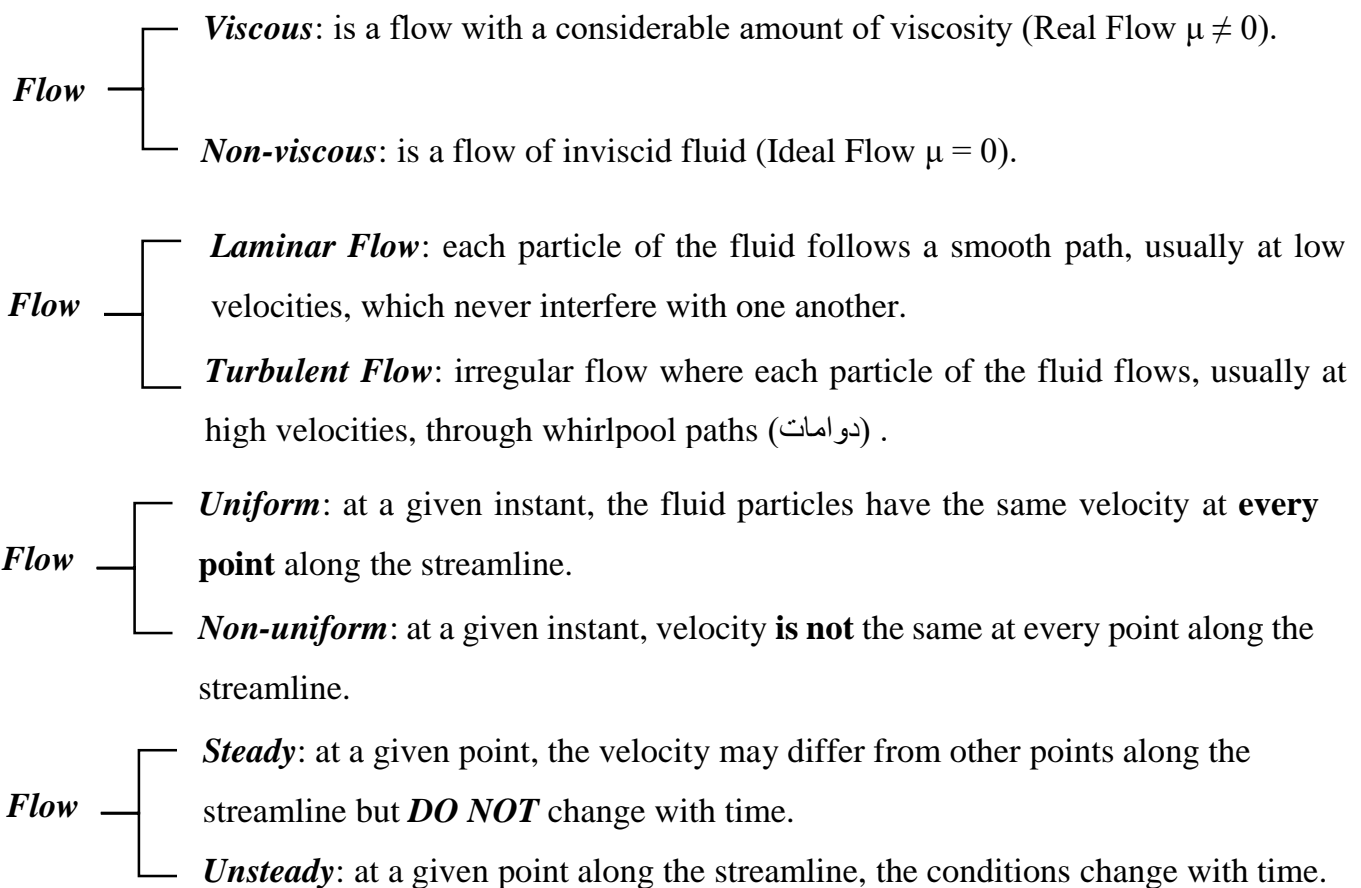 Viscous: is a flow with a considerable amount of viscosity (Real Flow μ ≠ 0).
Flow
Non-viscous: is a flow of inviscid fluid (Ideal Flow μ = 0).
Laminar Flow: each particle of the fluid follows a smooth path, usually at low
Flow
velocities, which never interfere with one another.
Turbulent Flow: irregular flow where each particle of the fluid flows, usually at
high velocities, through whirlpool paths (دوامات) .
Uniform: at a given instant, the fluid particles have the same velocity at every
Flow
point along the streamline.
Non-uniform: at a given instant, velocity is not the same at every point along the
streamline.
Steady: at a given point, the velocity may differ from other points along the
Flow
streamline but DO NOT change with time.
Unsteady: at a given point along the streamline, the conditions change with time.